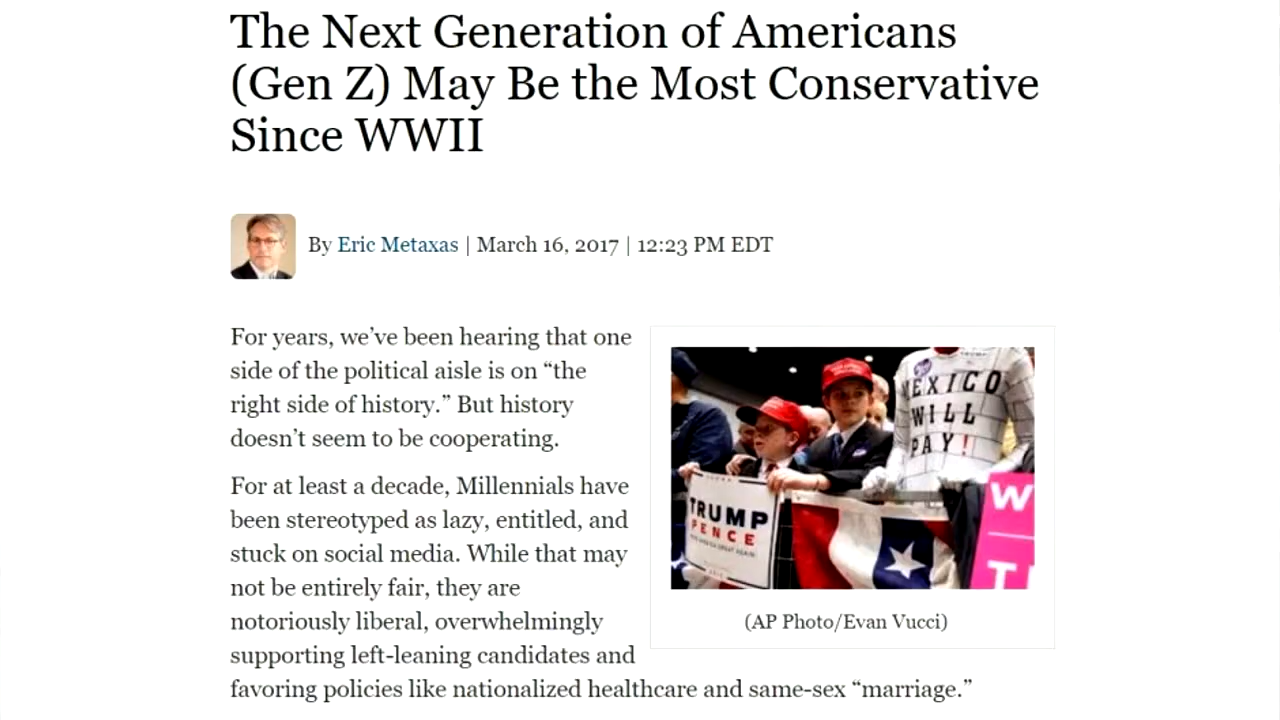 The Next Generation of Americans
(Gen Z) May Be the Most Conservative
Since WWII
By Eric Metaxas | March 16, 2017 | 12:23 PM EDT
For years, we’ve been hearing that one
side of the political aisle is on “the
right side of history.” But history
doesn’t seem to be cooperating.
For at least a decade, Millennials have
been stereotyped as lazy, entitled, and
stuck on social media. While that may
not be entirely fair, they are
notoriously liberal, overwhelmingly
supporting left-leaning candidates and
favoring policies like nationalized healthcare and same-sex “marriage.”
MEXICO
WILL
PAY!
TRUMP
PENCE
W
T
(AP Photo/Evan Vucci)